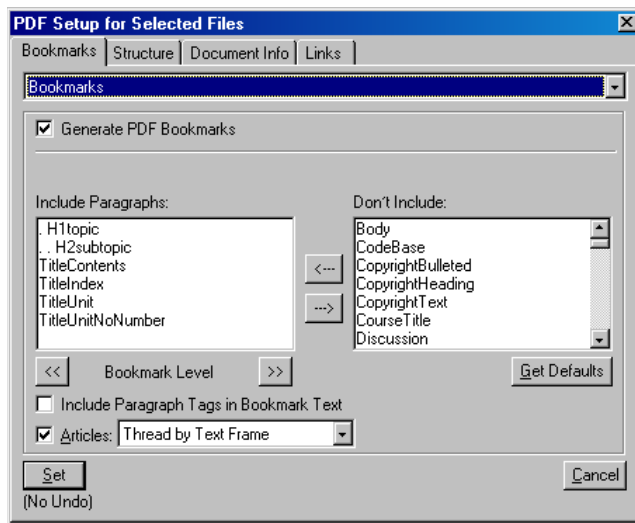 PDF Setup for Selected Files
Bookmarks Structure Document Info Links
Bookmarks
Generate PDF Bookmarks
Include Paragraphs: Don't Include:
. H1topic
. . H2subtopic
TitleContents
TitleIndex
TitleUnit
TitleUnitNoNumber
<---
--->
Body
CodeBase
CopyrightBulleted
CopyrightHeading
CopyrightText
CourseTitle
Discussion
<< Bookmark Level >> Get Defaults
Include Paragraph Tags in Bookmark Text
Articles: Thread by Text Frame
Set Cancel
(No Undo)